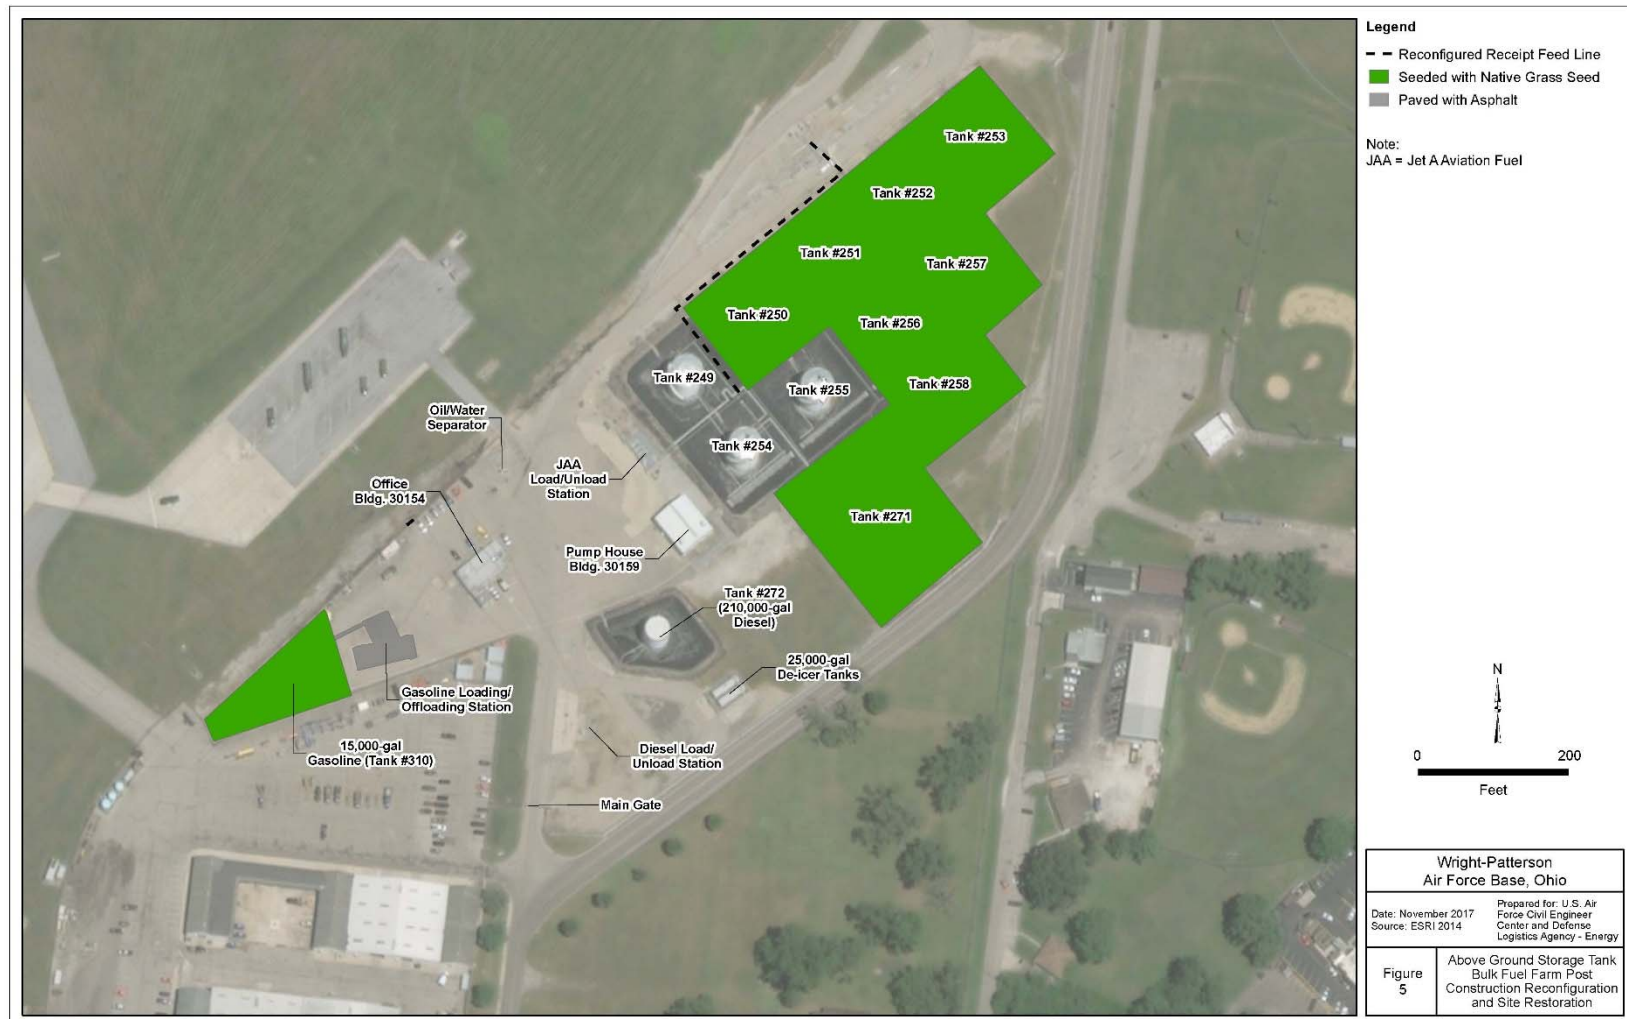 Legend
Reconfigured Receipt Feed Line
Seeded with Native Grass Seed
Paved with Asphalt
Note:
JAA = Jet A Aviation Fuel
Tank #253
Tank #252
Tank #251
Tank #257
Tank #250
Tank #256
Tank #249
Tank #255
Tank #258
Oil/Water
Separator
Tank #254
JAA
Load/Unload
Station
Office
Bldg. 30154
Tank #271
Pump House
Bldg. 30159
Tank #272
(210,000-gal
Diesel)
25,000-gal
De-icer Tanks
Gasoline Loading/
Offloading Station
15,000-gal
Gasoline (Tank #310)
Diesel Load/
Unload Station
Main Gate
N
0 200
Feet
Wright-Patterson
Air Force Base, Ohio
Date: November 2017
Source: ESRI 2014
Prepared for: U.S. Air
Force Civil Engineer
Center and Defense
Logistics Agency - Energy
Figure
5
Above Ground Storage Tank
Bulk Fuel Farm Post
Construction Reconfiguration
and Site Restoration